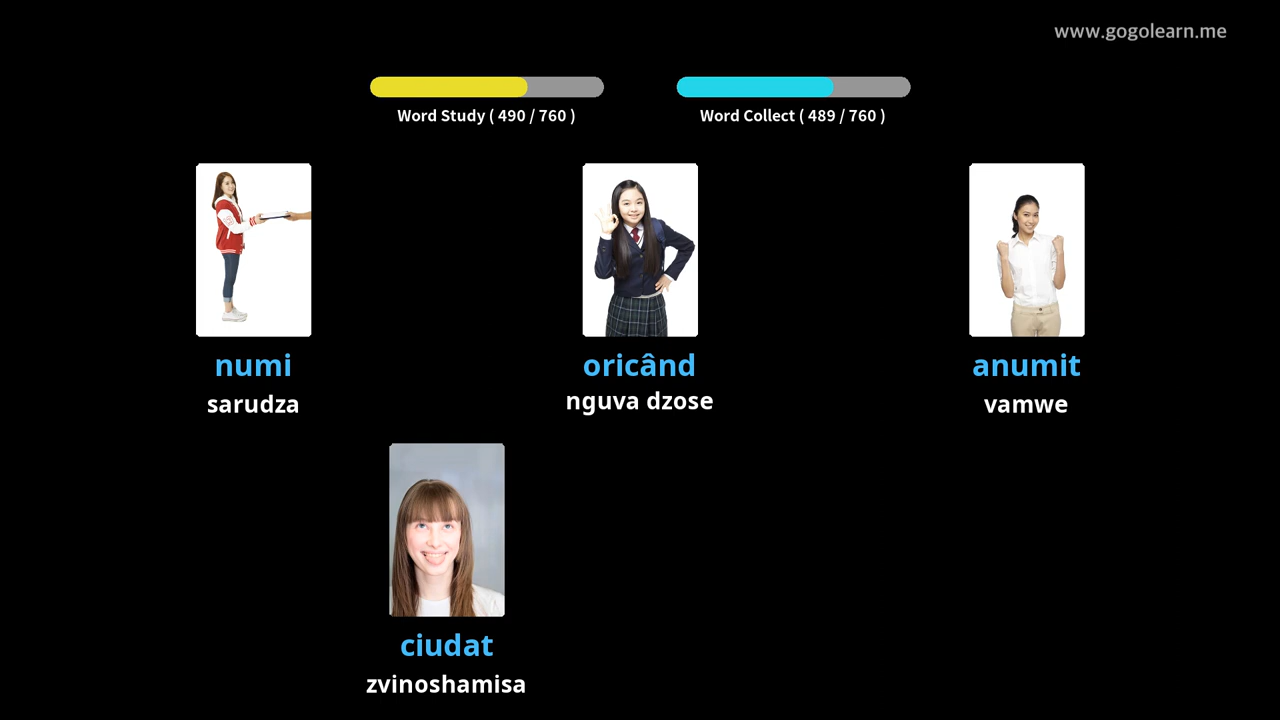 www.gogolearn.me
Word Study ( 490 / 760 )
Word Collect ( 489 / 760 )
numi
sarudza
oricând
nguva dzose
anumit
vamwe
ciudat
zvinoshamisa